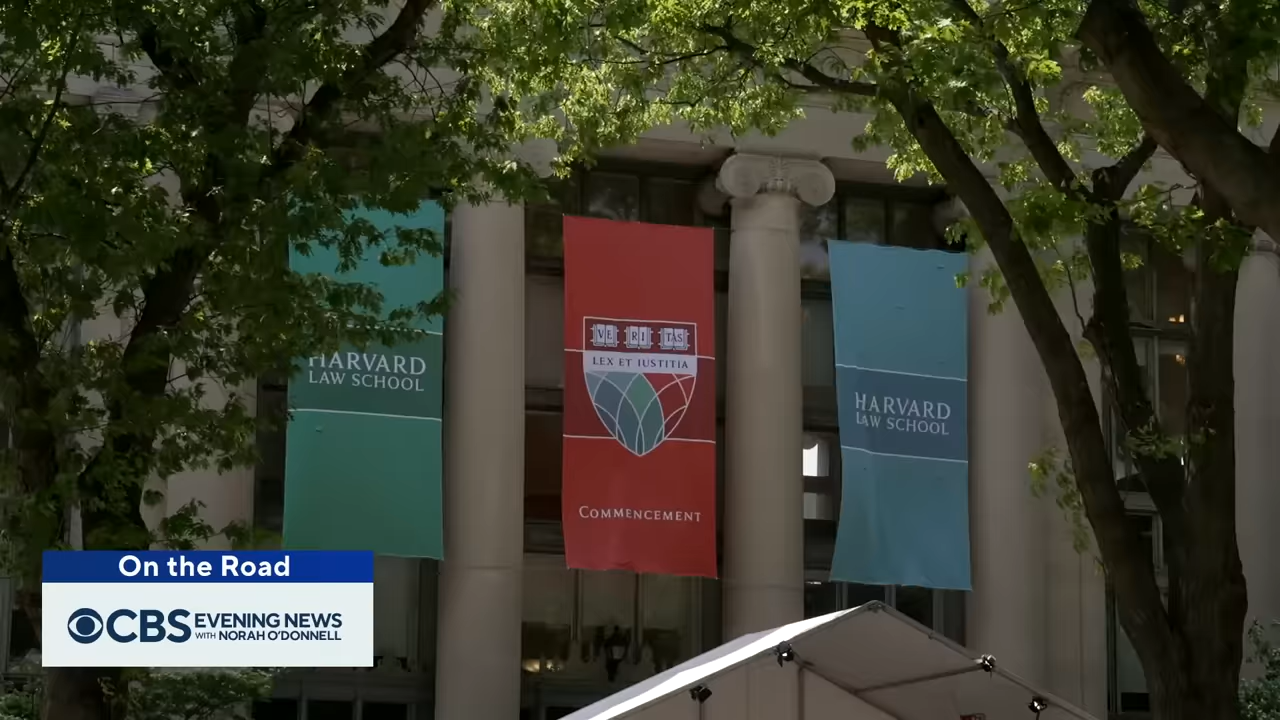 HARVARD
LAW SCHOOL
VE RI TAS
LEX ET IUSTITIA
COMMENCEMENT
HARVARD
LAW SCHOOL
On the Road
CBS EVENING NEWS
WITH NORAH O'DONNELL